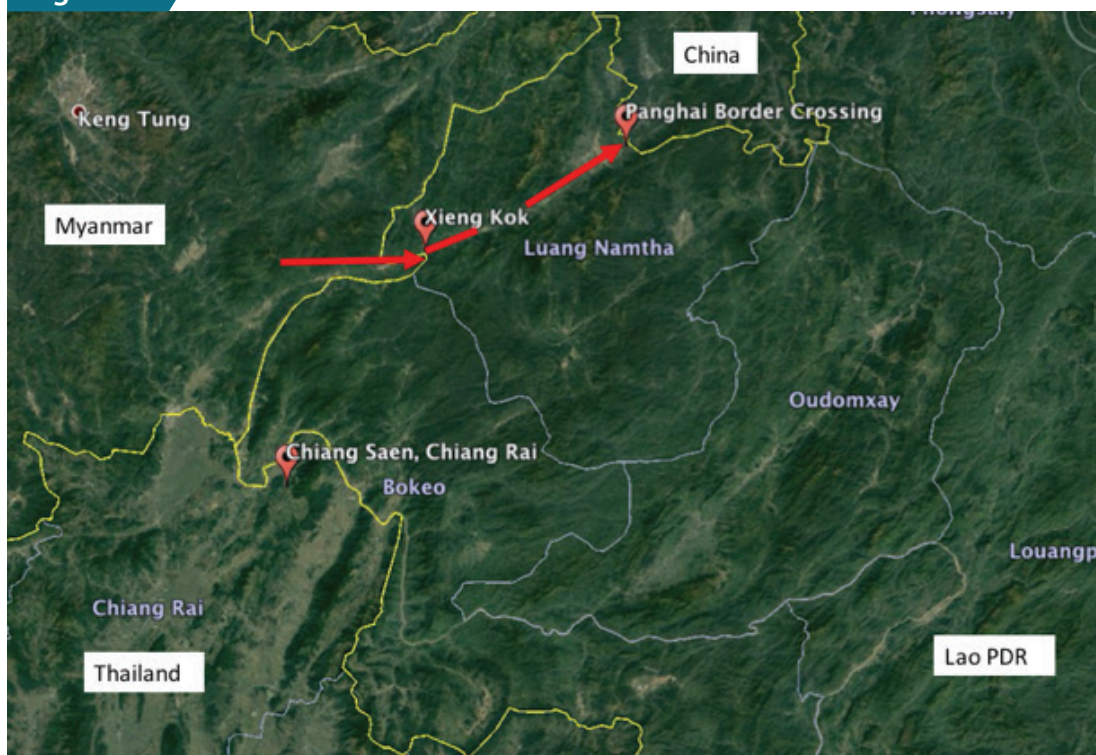 China
Panghai Border Crossing
Keng Tung
Myanmar
Xieng Kok
Luang Namtha
Oudomxay
Chiang Saen, Chiang Rai
Bokeo
Louangp
Chiang Rai
Thailand
Lao PDR